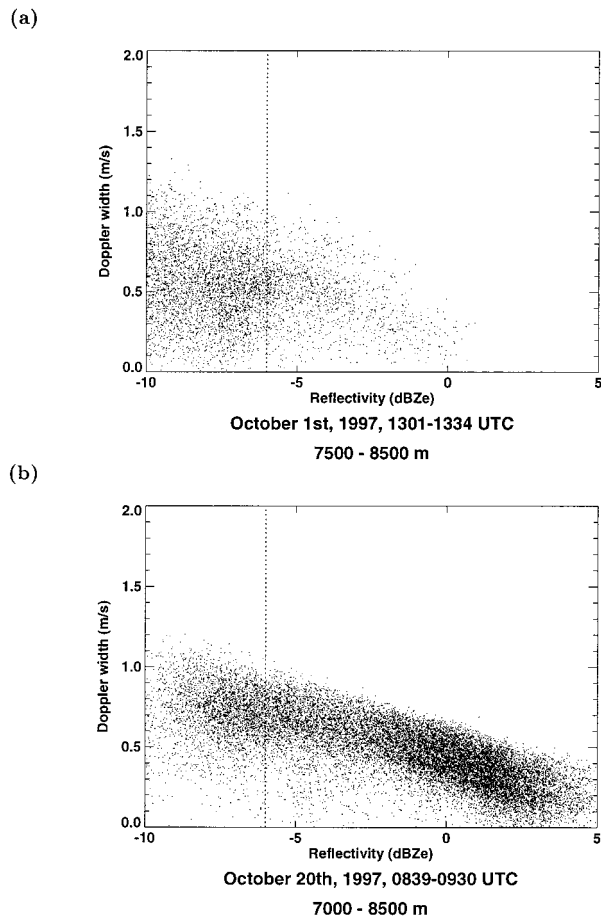 (a)
2.0
1.5
1.0
0.5
0.0
Doppler width (m/s)
-10 -5 0 5
Reflectivity (dBZe)
October 1st, 1997, 1301-1334 UTC
7500 - 8500 m
(b)
2.0
1.5
1.0
0.5
0.0
Doppler width (m/s)
-10 -5 0 5
Reflectivity (dBZe)
October 20th, 1997, 0839-0930 UTC
7000 - 8500 m